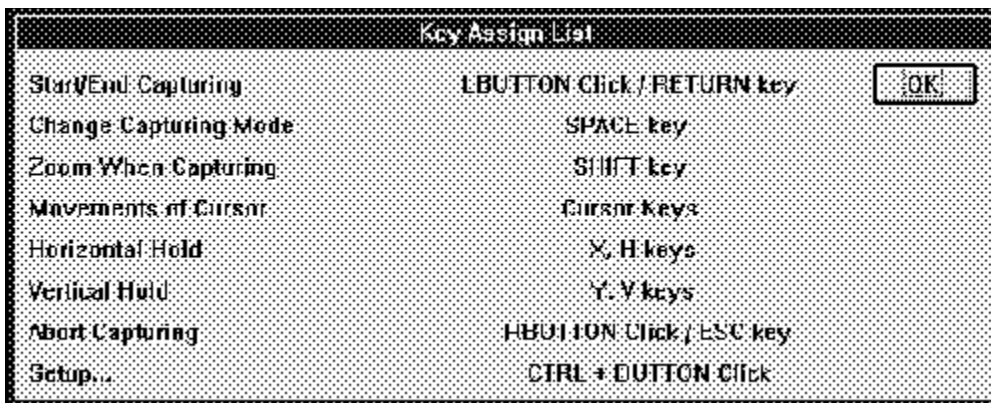 Key Assign List
Start/End Capturing LBUTTON Click / RETURN key OK
Change Capturing Mode SPACE key
Zoom When Capturing SHIFT key
Movements of Cursor Cursor Keys
Horizontal Hold X, H keys
Vertical Hold Y, V keys
Abort Capturing RBUTTON Click / ESC key
Setup... CTRL + BUTTON Click